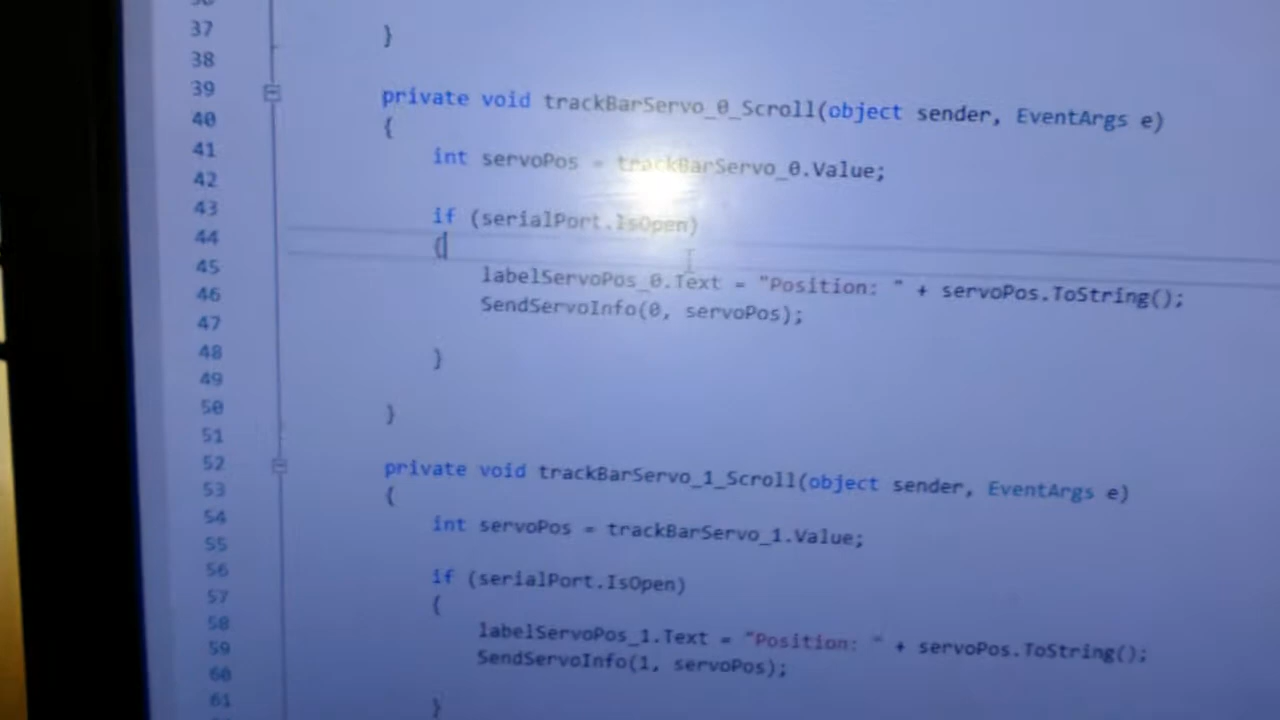 37 }
38
39 private void trackBarServo_0_Scroll(object sender, EventArgs e)
40 {
41 int servoPos = trackBarServo_0.Value;
42
43 if (serialPort.IsOpen)
44 {
45 labelServoPos_0.Text = "Position: " + servoPos.ToString();
46 SendServoInfo(0, servoPos);
47
48 }
49
50 }
51
52 private void trackBarServo_1_Scroll(object sender, EventArgs e)
53 {
54 int servoPos = trackBarServo_1.Value;
55
56 if (serialPort.IsOpen)
57 {
58 labelServoPos_1.Text = "Position: " + servoPos.ToString();
59 SendServoInfo(1, servoPos);
60
61 }